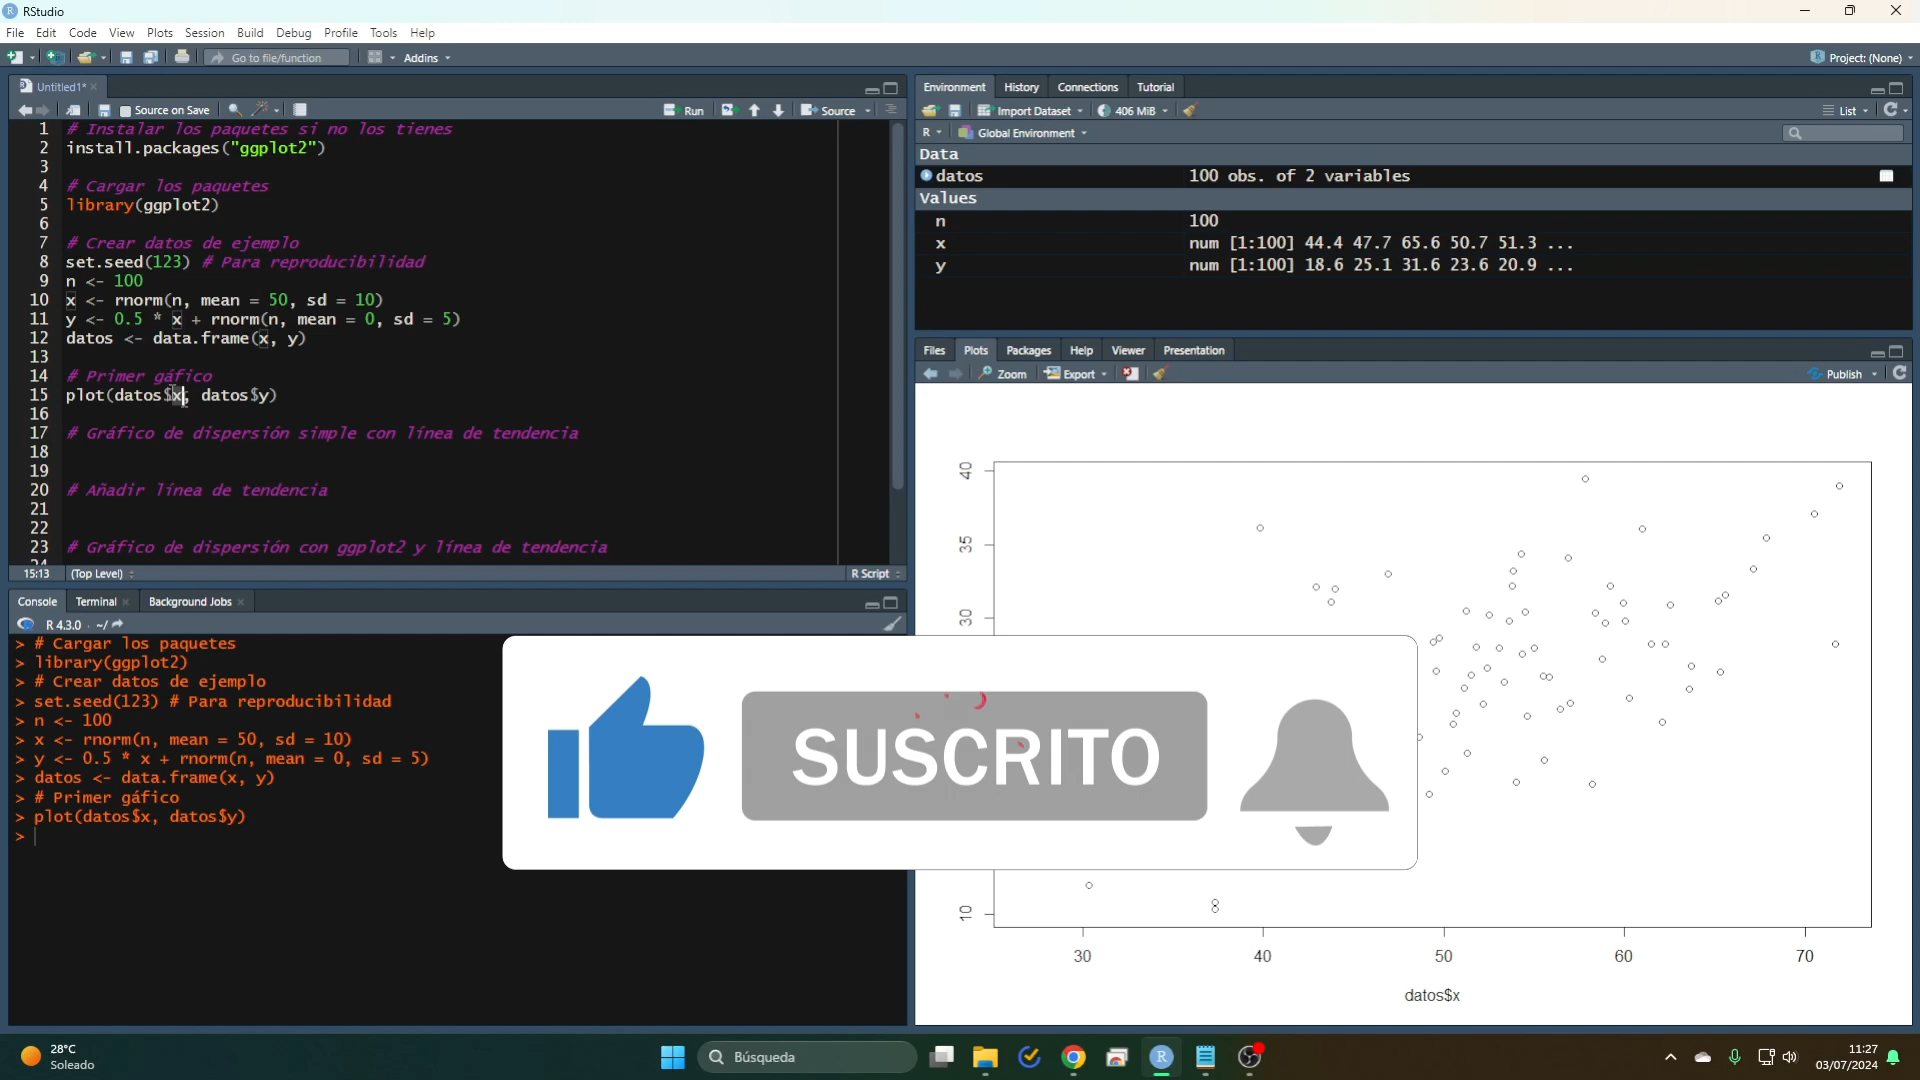 RStudio
File Edit Code View Plots Session Build Debug Profile Tools Help
Go to file/function Addins Project: (None)
Untitled1*
Source on Save Run Source
1 # Instalar los paquetes si no los tienes
2 install.packages("ggplot2")
3
4 # Cargar los paquetes
5 library(ggplot2)
6
7 # Crear datos de ejemplo
8 set.seed(123) # Para reproducibilidad
9 n <- 100
10 x <- rnorm(n, mean = 50, sd = 10)
11 y <- 0.5 * x + rnorm(n, mean = 0, sd = 5)
12 datos <- data.frame(x, y)
13
14 # Primer gáfico
15 plot(datos$x, datos$y)
16
17 # Gráfico de dispersión simple con línea de tendencia
18
19
20 # Añadir línea de tendencia
21
22
23 # Gráfico de dispersión con ggplot2 y línea de tendencia
24
15:13 (Top Level) R Script
Console Terminal Background Jobs
R 4.3.0 · ~/
> # Cargar los paquetes
> library(ggplot2)
> # Crear datos de ejemplo
> set.seed(123) # Para reproducibilidad
> n <- 100
> x <- rnorm(n, mean = 50, sd = 10)
> y <- 0.5 * x + rnorm(n, mean = 0, sd = 5)
> datos <- data.frame(x, y)
> # Primer gáfico
> plot(datos$x, datos$y)
>
Environment History Connections Tutorial
Import Dataset 406 MiB List
R Global Environment
Data
datos 100 obs. of 2 variables
Values
n 100
x num [1:100] 44.4 47.7 65.6 50.7 51.3 ...
y num [1:100] 18.6 25.1 31.6 23.6 20.9 ...
Files Plots Packages Help Viewer Presentation
Zoom Export Publish
40
35
30
10
30 40 50 60 70
datos$x
SUSCRITO
28°C
Soleado
Búsqueda
11:27
03/07/2024